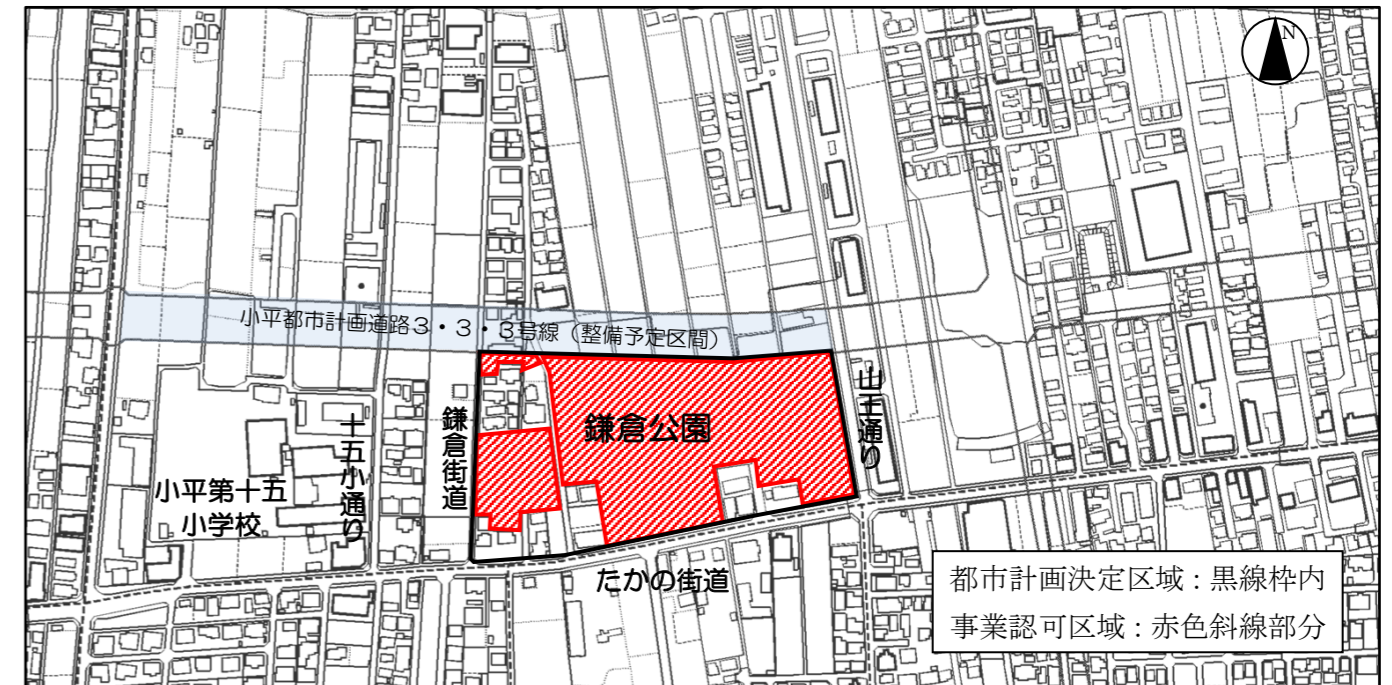 N
小平都市計画道路3・3・3号線（整備予定区間）
鎌倉公園
山王通り
鎌倉街道
十五小通り
小平第十五
小学校
たかの街道
都市計画決定区域：黒線枠内
事業認可区域：赤色斜線部分